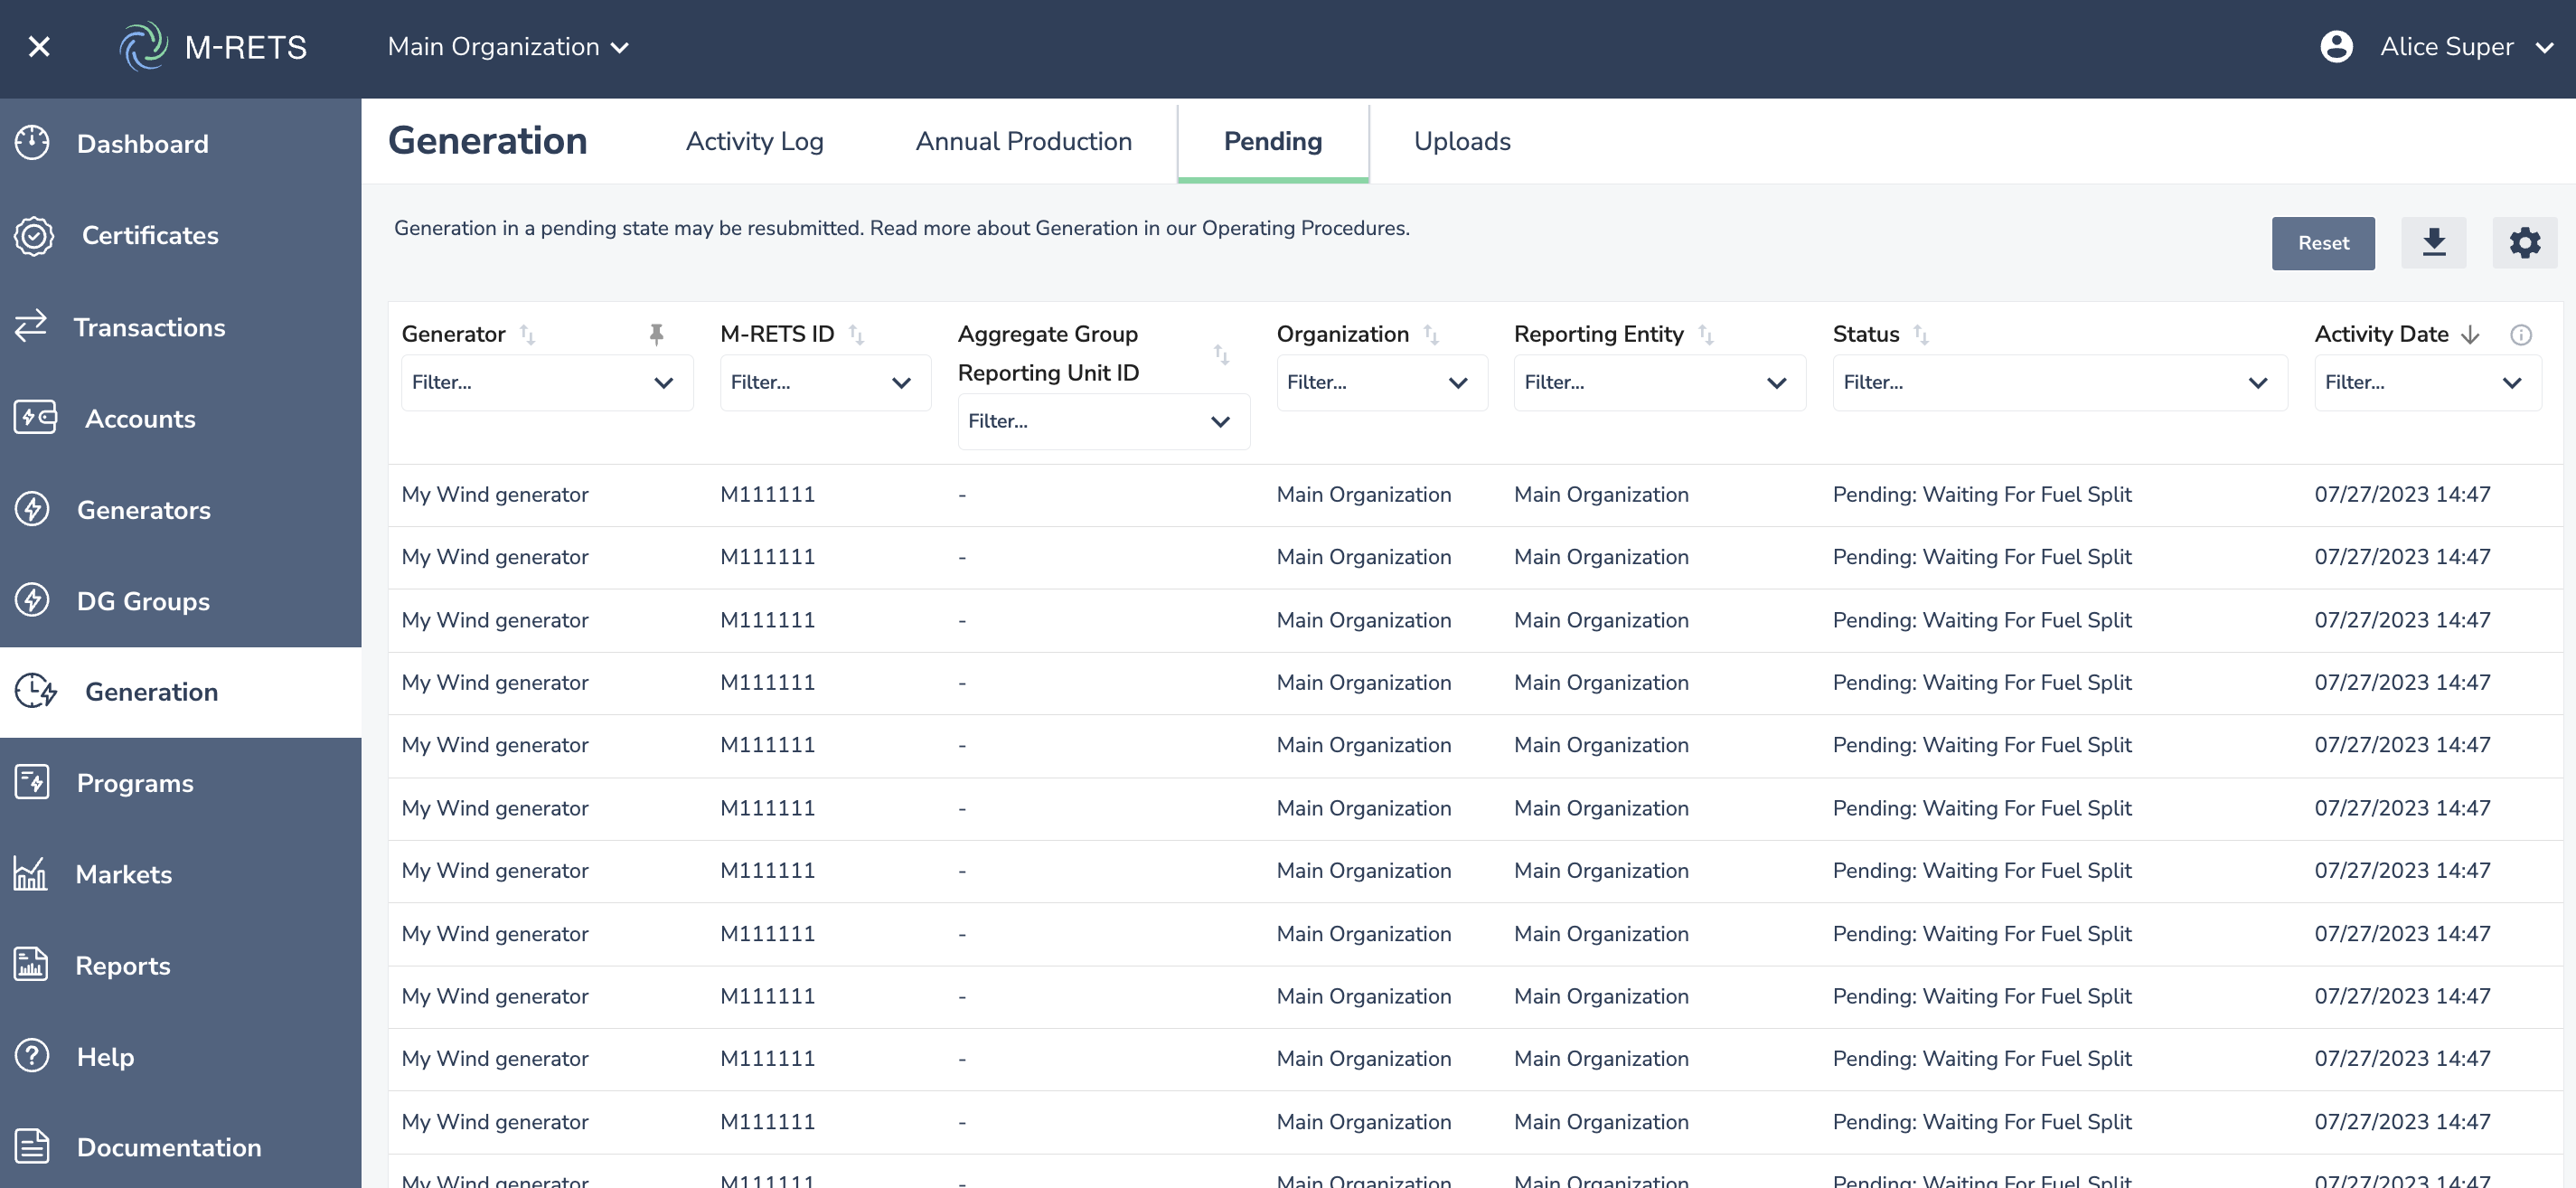 M-RETS
Main Organization
Alice Super
Dashboard
Certificates
Transactions
Accounts
Generators
DG Groups
Generation
Programs
Markets
Reports
Help
Documentation
Generation Activity Log Annual Production Pending Uploads
Generation in a pending state may be resubmitted. Read more about Generation in our Operating Procedures.
Reset
Generator M-RETS ID Aggregate Group Organization Reporting Entity Status Activity Date
Reporting Unit ID
Filter... Filter... Filter... Filter... Filter... Filter...
Filter...
My Wind generator M111111 - Main Organization Main Organization Pending: Waiting For Fuel Split 07/27/2023 14:47
My Wind generator M111111 - Main Organization Main Organization Pending: Waiting For Fuel Split 07/27/2023 14:47
My Wind generator M111111 - Main Organization Main Organization Pending: Waiting For Fuel Split 07/27/2023 14:47
My Wind generator M111111 - Main Organization Main Organization Pending: Waiting For Fuel Split 07/27/2023 14:47
My Wind generator M111111 - Main Organization Main Organization Pending: Waiting For Fuel Split 07/27/2023 14:47
My Wind generator M111111 - Main Organization Main Organization Pending: Waiting For Fuel Split 07/27/2023 14:47
My Wind generator M111111 - Main Organization Main Organization Pending: Waiting For Fuel Split 07/27/2023 14:47
My Wind generator M111111 - Main Organization Main Organization Pending: Waiting For Fuel Split 07/27/2023 14:47
My Wind generator M111111 - Main Organization Main Organization Pending: Waiting For Fuel Split 07/27/2023 14:47
My Wind generator M111111 - Main Organization Main Organization Pending: Waiting For Fuel Split 07/27/2023 14:47
My Wind generator M111111 - Main Organization Main Organization Pending: Waiting For Fuel Split 07/27/2023 14:47
My Wind generator M111111 - Main Organization Main Organization Pending: Waiting For Fuel Split 07/27/2023 14:47